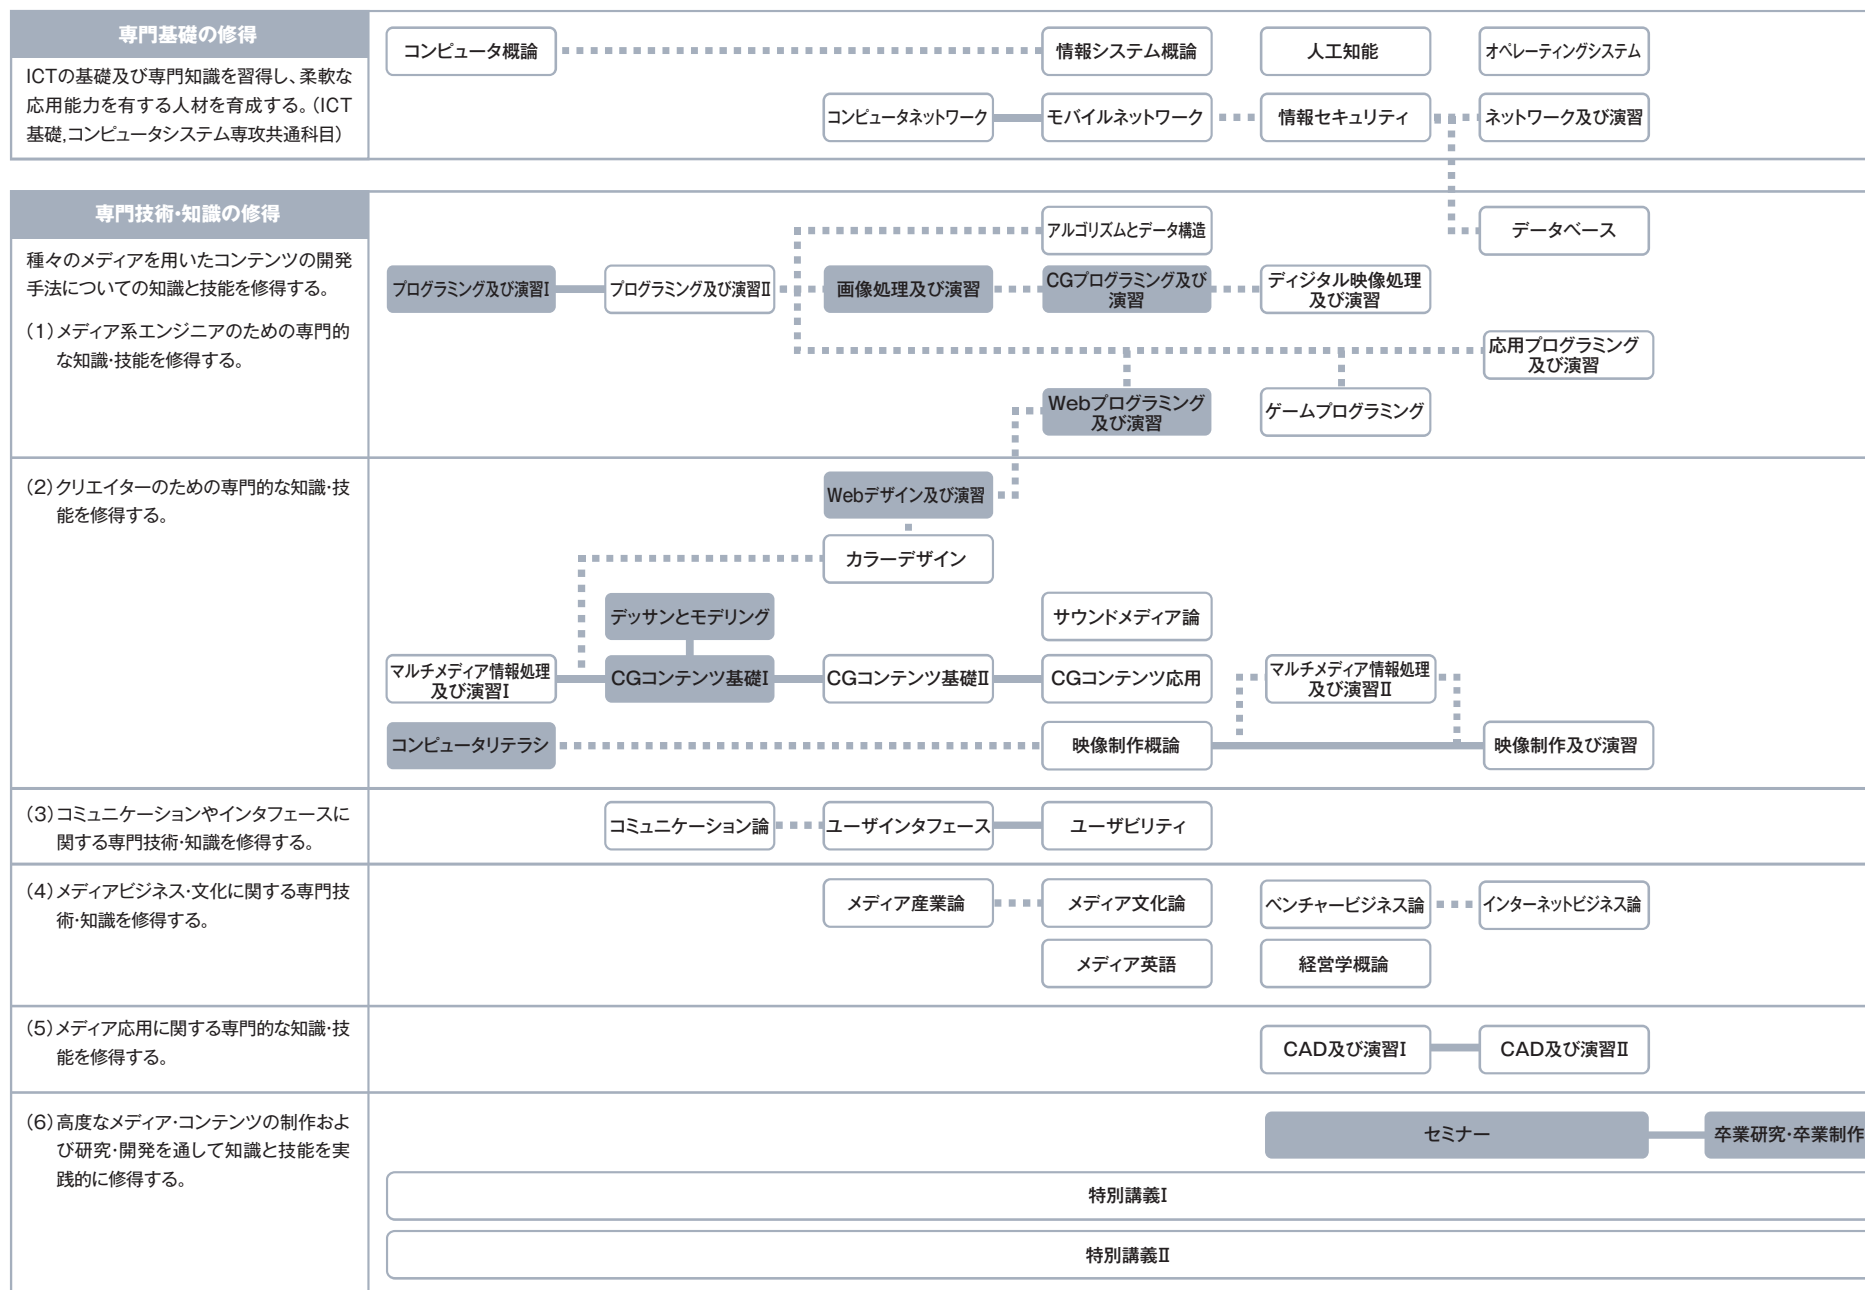 専門基礎の修得
ICTの基礎及び専門知識を習得し、柔軟な
応用能力を有する人材を育成する。(ICT
基礎,コンピュータシステム専攻共通科目)
コンピュータ概論
情報システム概論
人工知能
オペレーティングシステム
コンピュータネットワーク
モバイルネットワーク
情報セキュリティ
ネットワーク及び演習
専門技術・知識の修得
種々のメディアを用いたコンテンツの開発
手法についての知識と技能を修得する。
(1)メディア系エンジニアのための専門的
な知識・技能を修得する。
アルゴリズムとデータ構造
データベース
プログラミング及び演習Ⅰ
プログラミング及び演習Ⅱ
画像処理及び演習
CGプログラミング及び
演習
ディジタル映像処理
及び演習
応用プログラミング
及び演習
Webプログラミング
及び演習
ゲームプログラミング
(2)クリエイターのための専門的な知識・技
能を修得する。
Webデザイン及び演習
カラーデザイン
デッサンとモデリング
サウンドメディア論
マルチメディア情報処理
及び演習Ⅰ
CGコンテンツ基礎Ⅰ
CGコンテンツ基礎Ⅱ
CGコンテンツ応用
マルチメディア情報処理
及び演習Ⅱ
コンピュータリテラシ
映像制作概論
映像制作及び演習
(3)コミュニケーションやインタフェースに
関する専門技術・知識を修得する。
コミュニケーション論
ユーザインタフェース
ユーザビリティ
(4)メディアビジネス・文化に関する専門技
術・知識を修得する。
メディア産業論
メディア文化論
ベンチャービジネス論
インターネットビジネス論
メディア英語
経営学概論
(5)メディア応用に関する専門的な知識・技
能を修得する。
CAD及び演習Ⅰ
CAD及び演習Ⅱ
(6)高度なメディア・コンテンツの制作およ
び研究・開発を通して知識と技能を実
践的に修得する。
セミナー
卒業研究・卒業制作
特別講義Ⅰ
特別講義Ⅱ